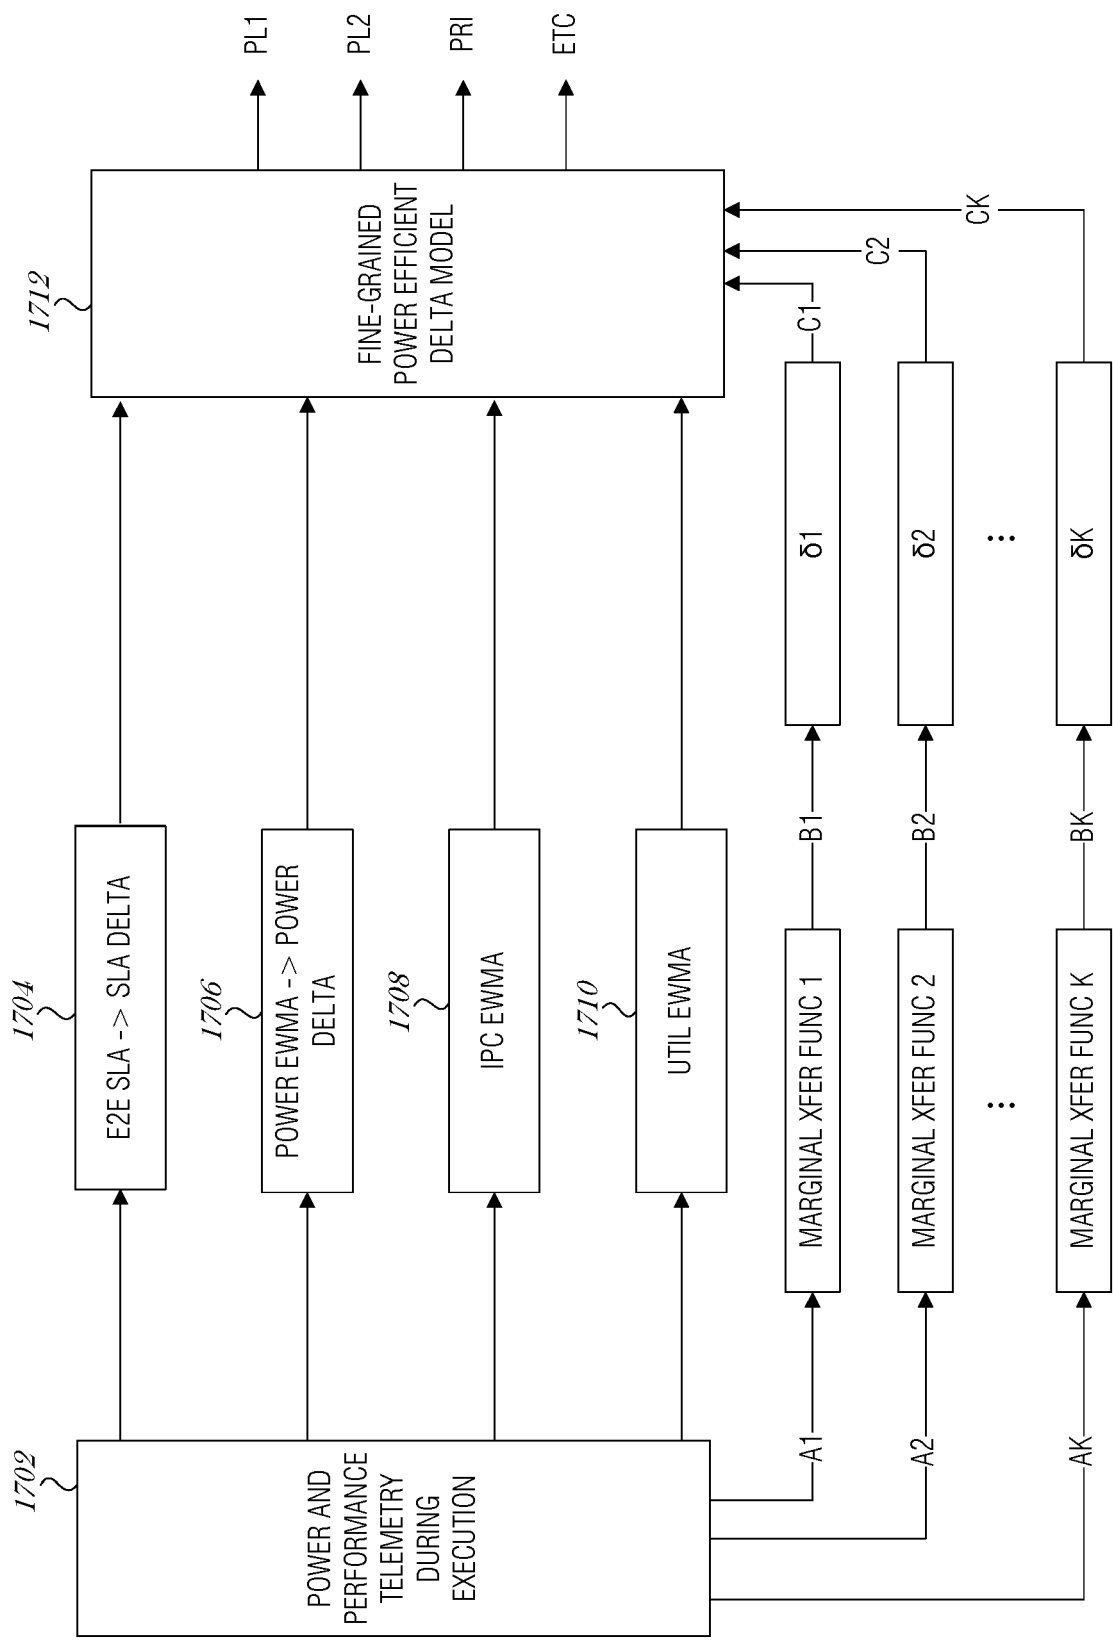 1702
POWER AND
PERFORMANCE
TELEMETRY
DURING
EXECUTION
1704
E2E SLA -> SLA DELTA
1706
POWER EWMA -> POWER
DELTA
1708
IPC EWMA
1710
UTIL EWMA
A1
MARGINAL XFER FUNC 1
B1
δ1
C1
A2
MARGINAL XFER FUNC 2
B2
δ2
C2
...
...
AK
MARGINAL XFER FUNC K
BK
δK
CK
1712
FINE-GRAINED
POWER EFFICIENT
DELTA MODEL
PL1
PL2
PRI
ETC